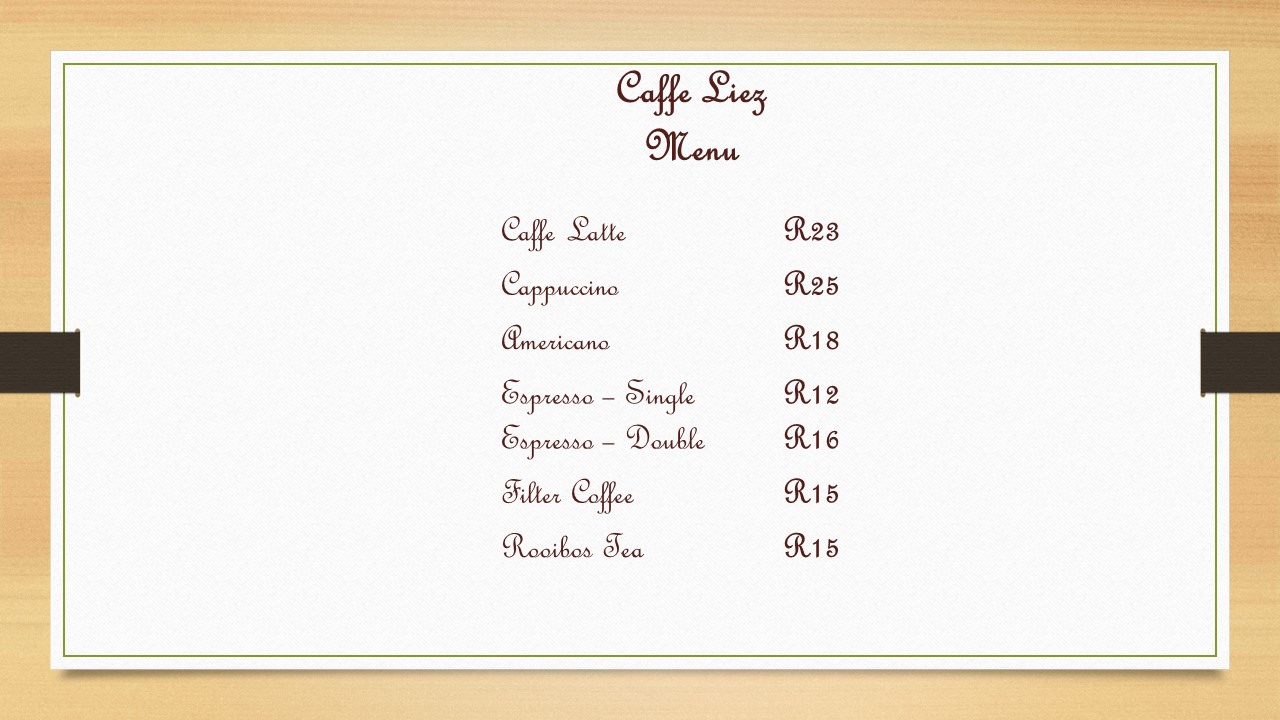 Caffe Liez
Menu
Caffe Latte R23
Cappuccino R25
Americano R18
Espresso – Single R12
Espresso – Double R16
Filter Coffee R15
Rooibos Tea R15